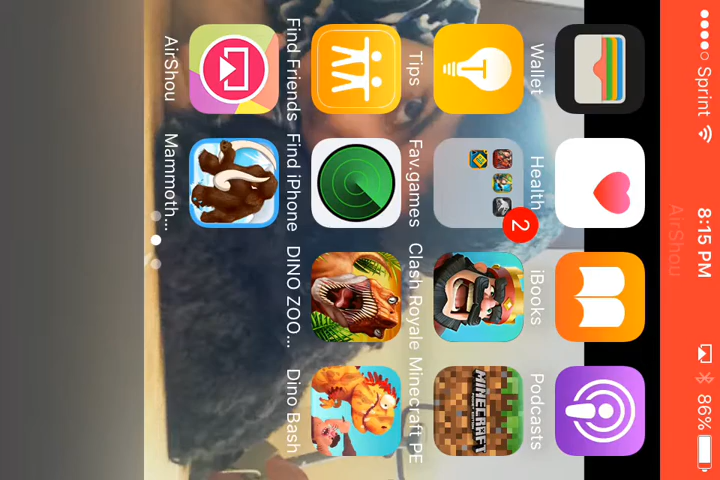 ●●●●○ Sprint 8:15 PM 86%
AirShou
Wallet Health iBooks Podcasts
2
Tips Fav.games Clash Royale Minecraft PE
MINECRAFT
Find Friends Find iPhone DINO ZOO... Dino Bash
AirShou Mammoth...